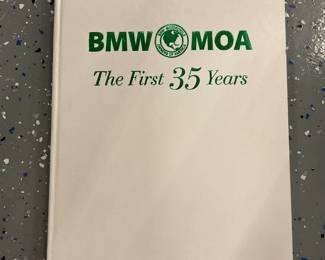 BMW MOA
The First 35 Years